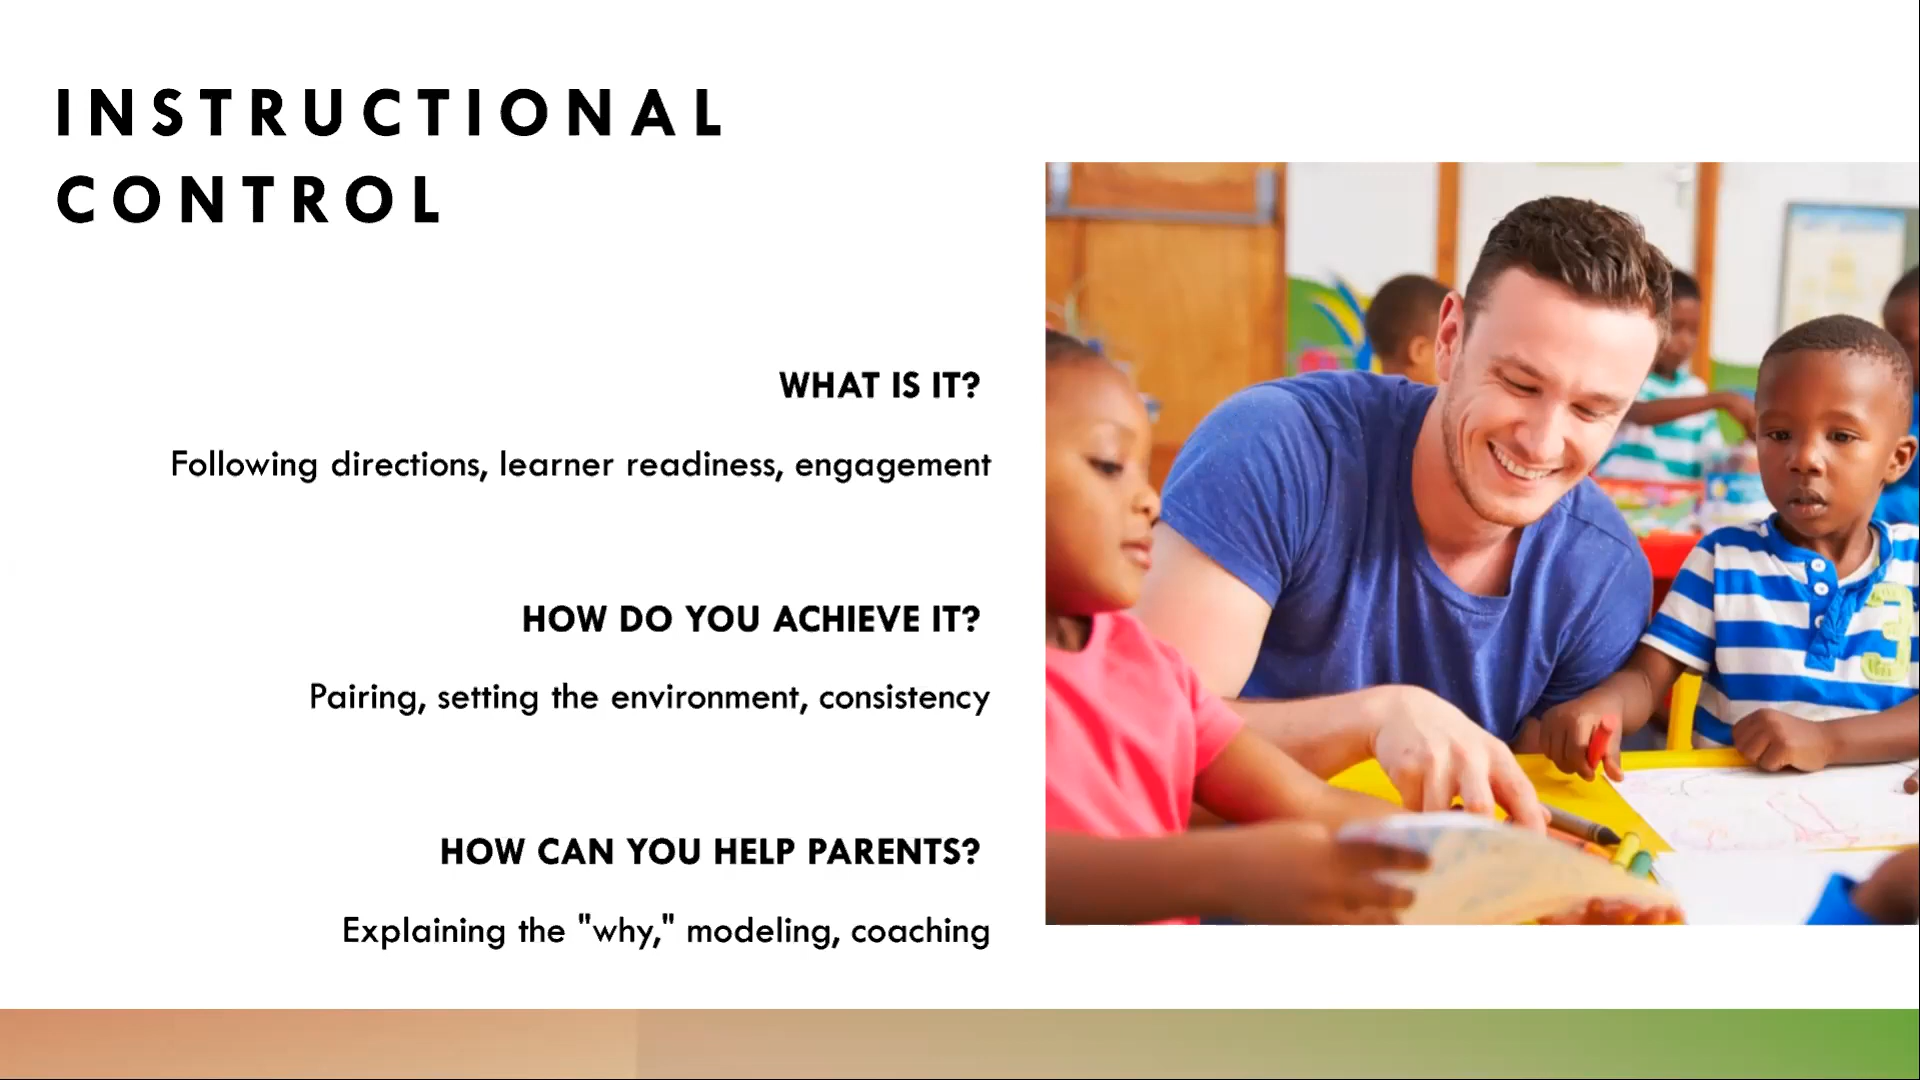 INSTRUCTIONAL
CONTROL
WHAT IS IT?
Following directions, learner readiness, engagement
HOW DO YOU ACHIEVE IT?
Pairing, setting the environment, consistency
HOW CAN YOU HELP PARENTS?
Explaining the "why," modeling, coaching
3